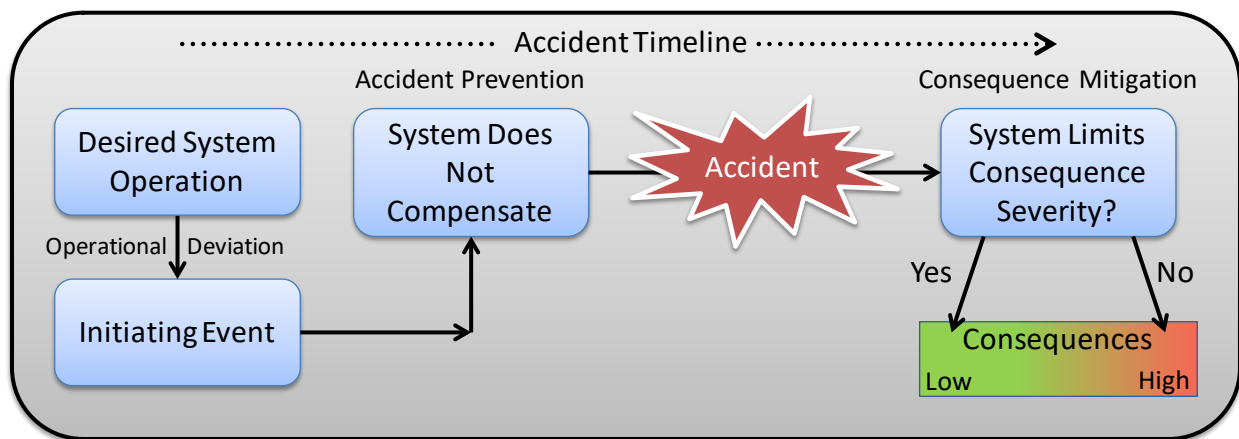 Accident Timeline
Accident Prevention
Consequence Mitigation
Desired System
Operation
System Does
Not
Compensate
Accident
System Limits
Consequence
Severity?
Operational Deviation
Initiating Event
Yes
No
Consequences
Low
High